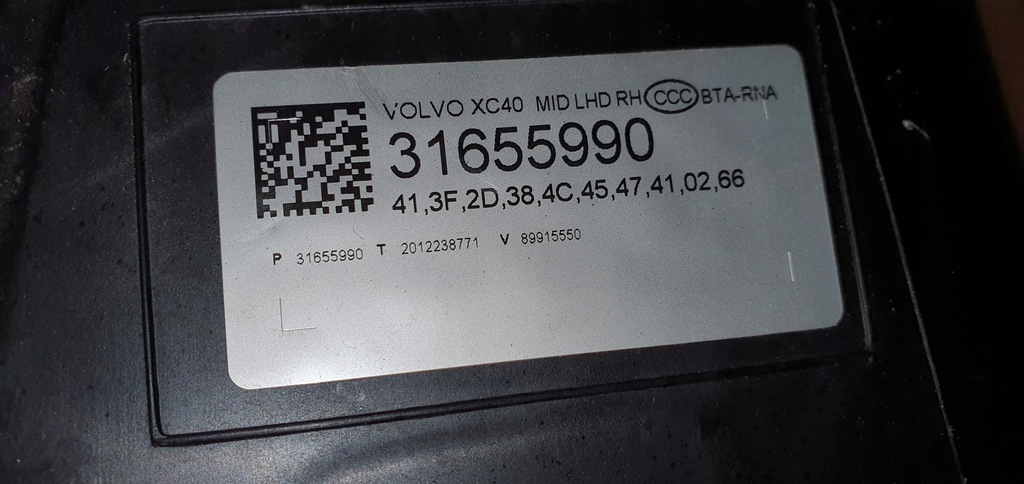 VOLVO XC40 MID LHD RH CCC BTA-RNA
31655990
41,3F,2D,38,4C,45,47,41,02,66
P 31655990 T 2012238771 V 89915550